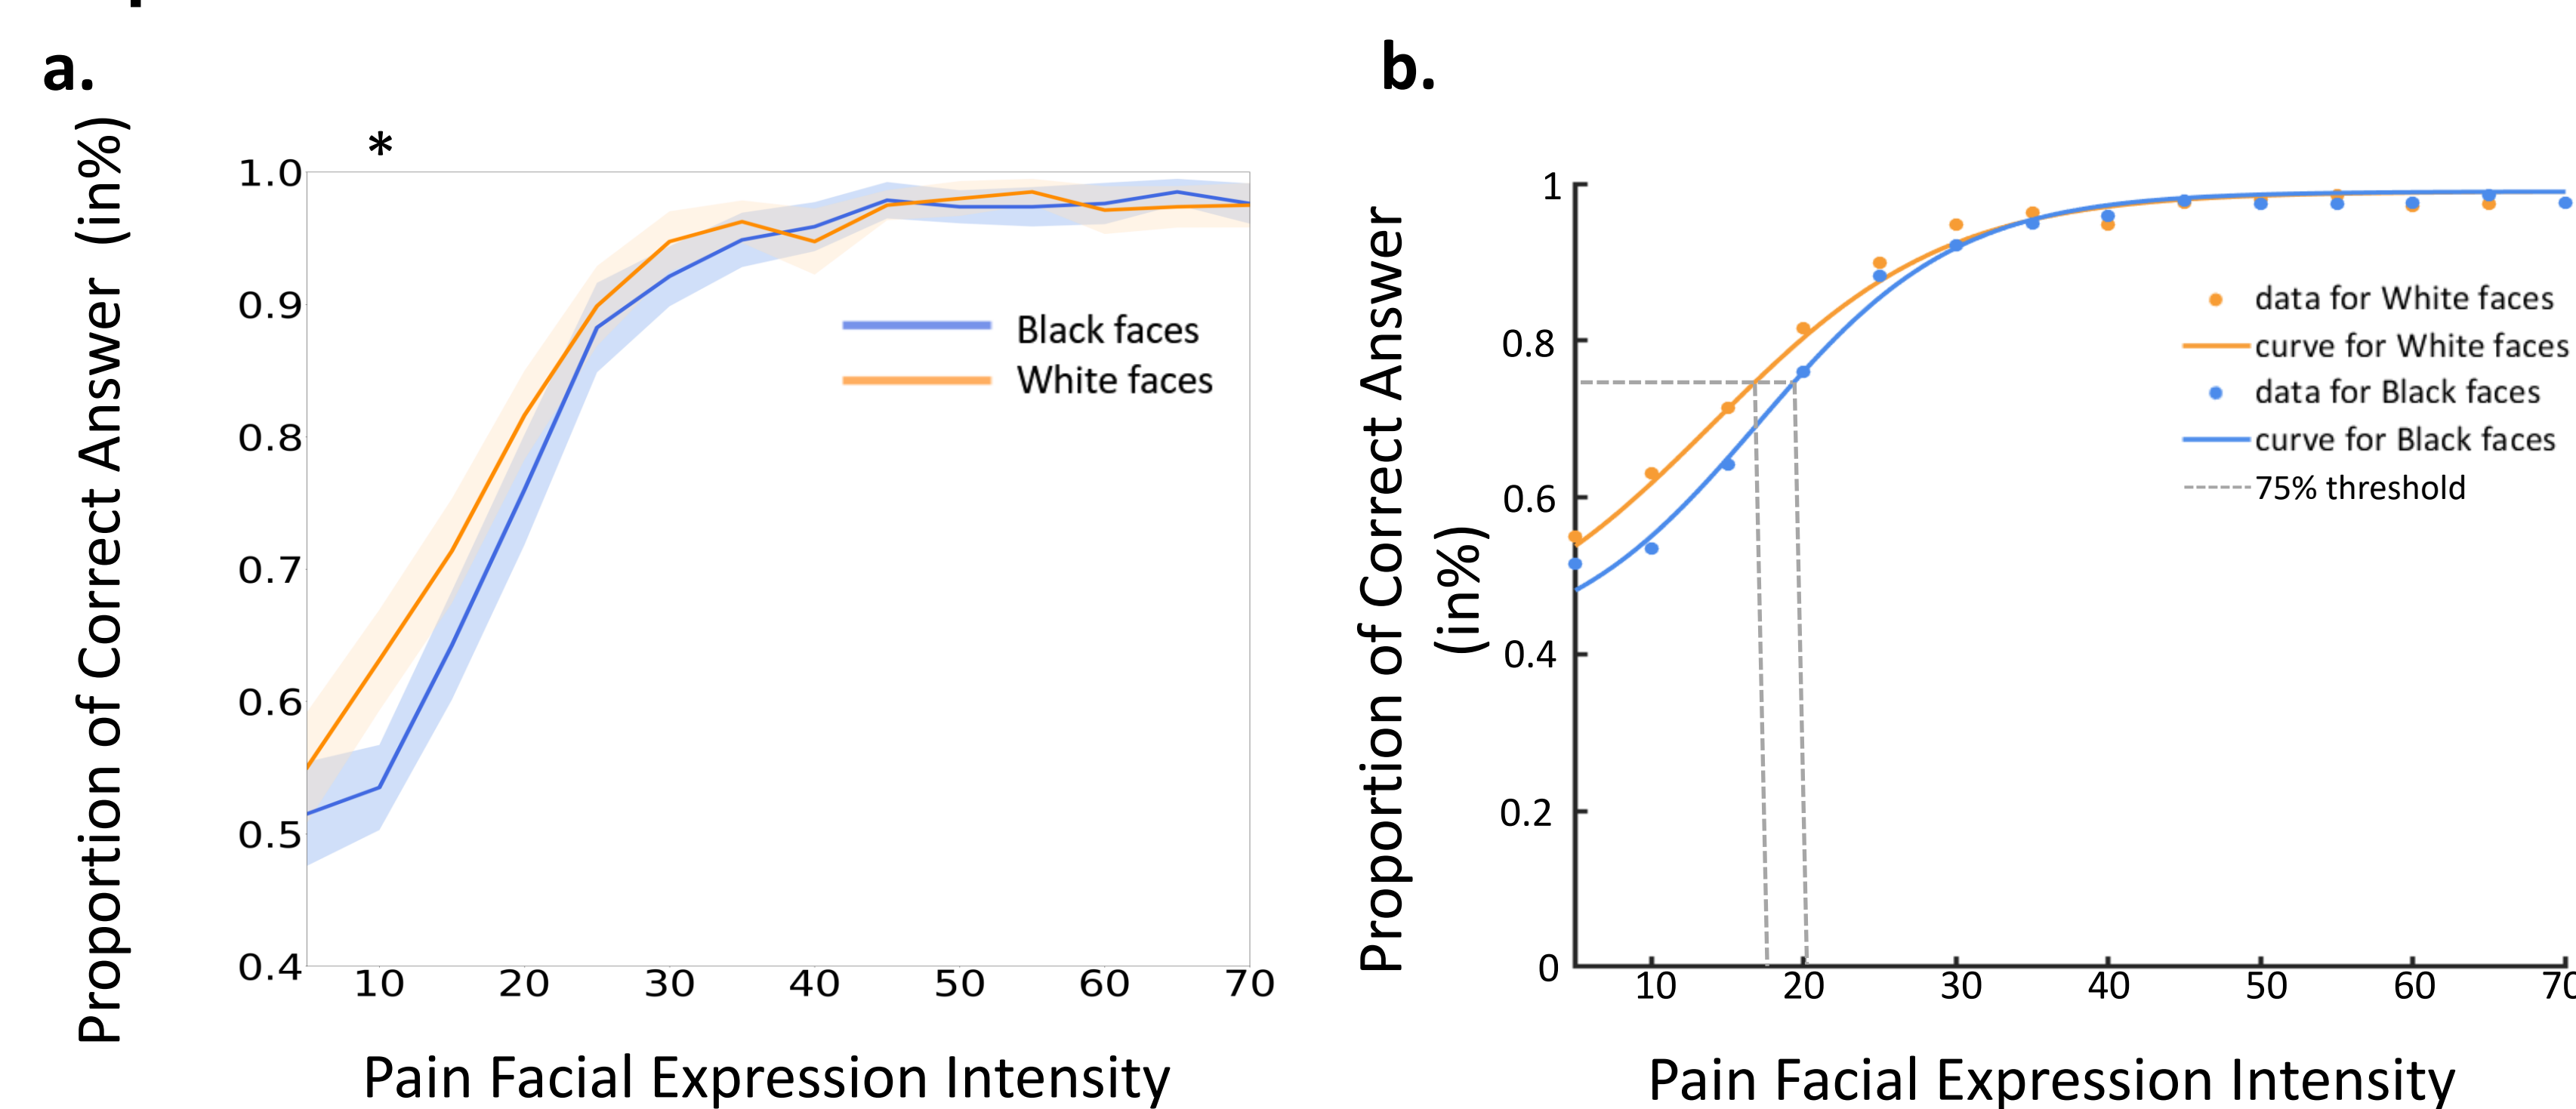 a.
Proportion of Correct Answer (in%)
*
1.0
0.9
0.8
0.7
0.6
0.5
0.4
10 20 30 40 50 60 70
Black faces
White faces
Pain Facial Expression Intensity
b.
Proportion of Correct Answer
(in%)
1
0.8
0.6
0.4
0.2
0
10 20 30 40 50 60 70
data for White faces
curve for White faces
data for Black faces
curve for Black faces
75% threshold
Pain Facial Expression Intensity